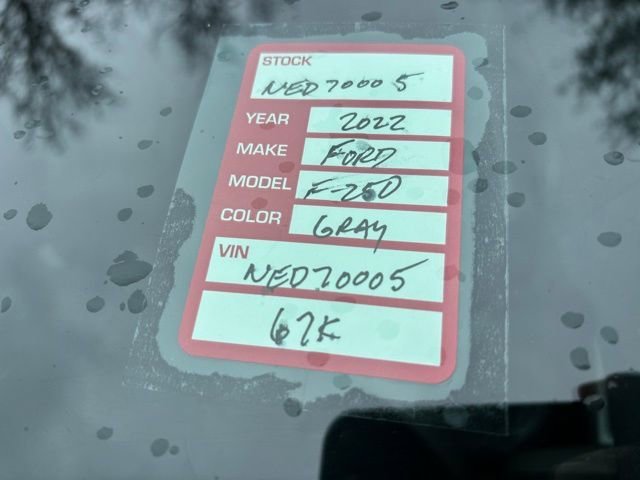 STOCK
NED70005
YEAR 2022
MAKE FORD
MODEL F-250
COLOR GRAY
VIN
NED70005
67K